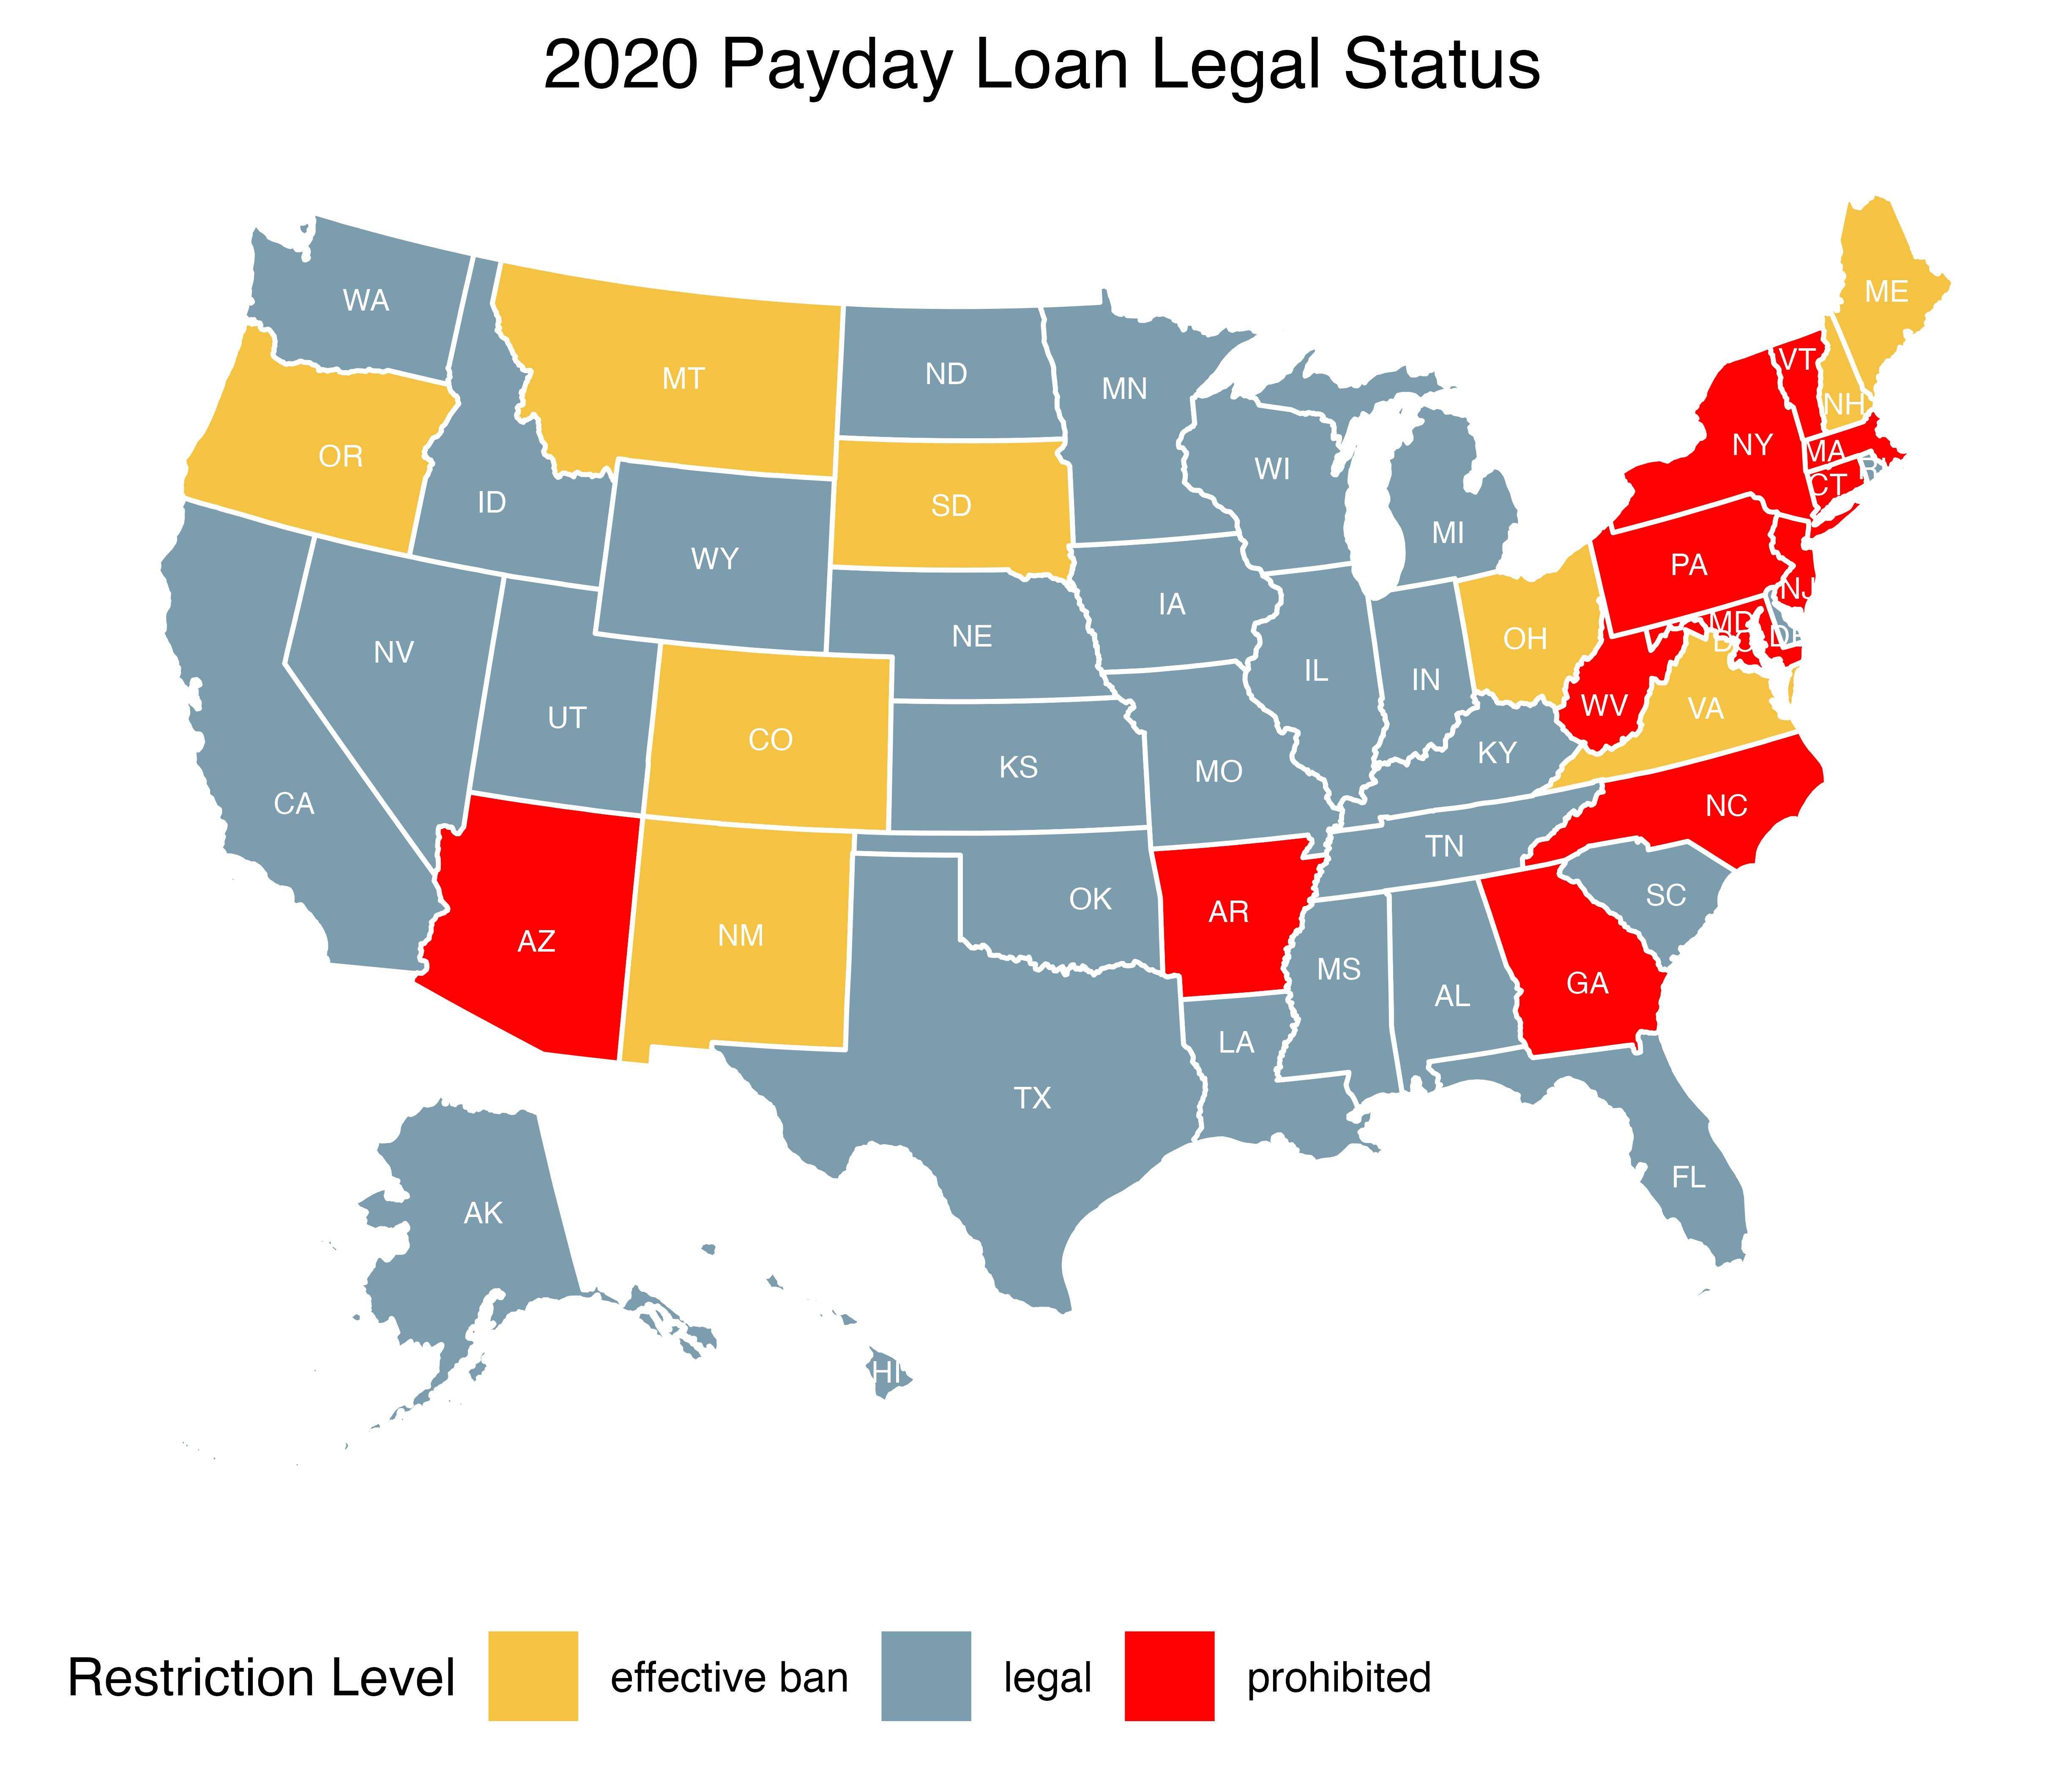 2020 Payday Loan Legal Status
WA
ME
VT
MT
ND
MN
NH
OR
NY
MA
WI
RI
ID
SD
CT
MI
WY
PA
NJ
IA
MD
NE
OH
DE
DC
NV
IL
IN
WV
VA
UT
CO
KS
MO
KY
CA
NC
TN
OK
AR
SC
AZ
NM
MS
GA
AL
LA
TX
FL
AK
HI
Restriction Level effective ban legal prohibited